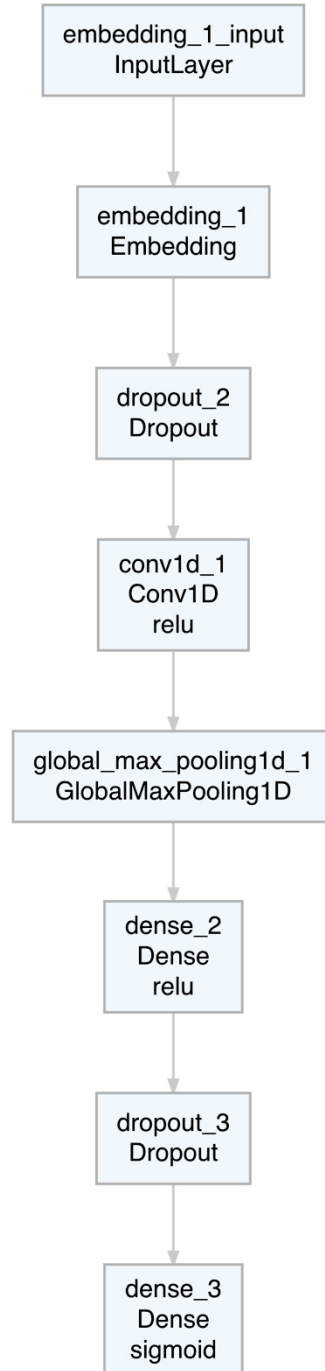 embedding_1_input
InputLayer
embedding_1
Embedding
dropout_2
Dropout
conv1d_1
Conv1D
relu
global_max_pooling1d_1
GlobalMaxPooling1D
dense_2
Dense
relu
dropout_3
Dropout
dense_3
Dense
sigmoid